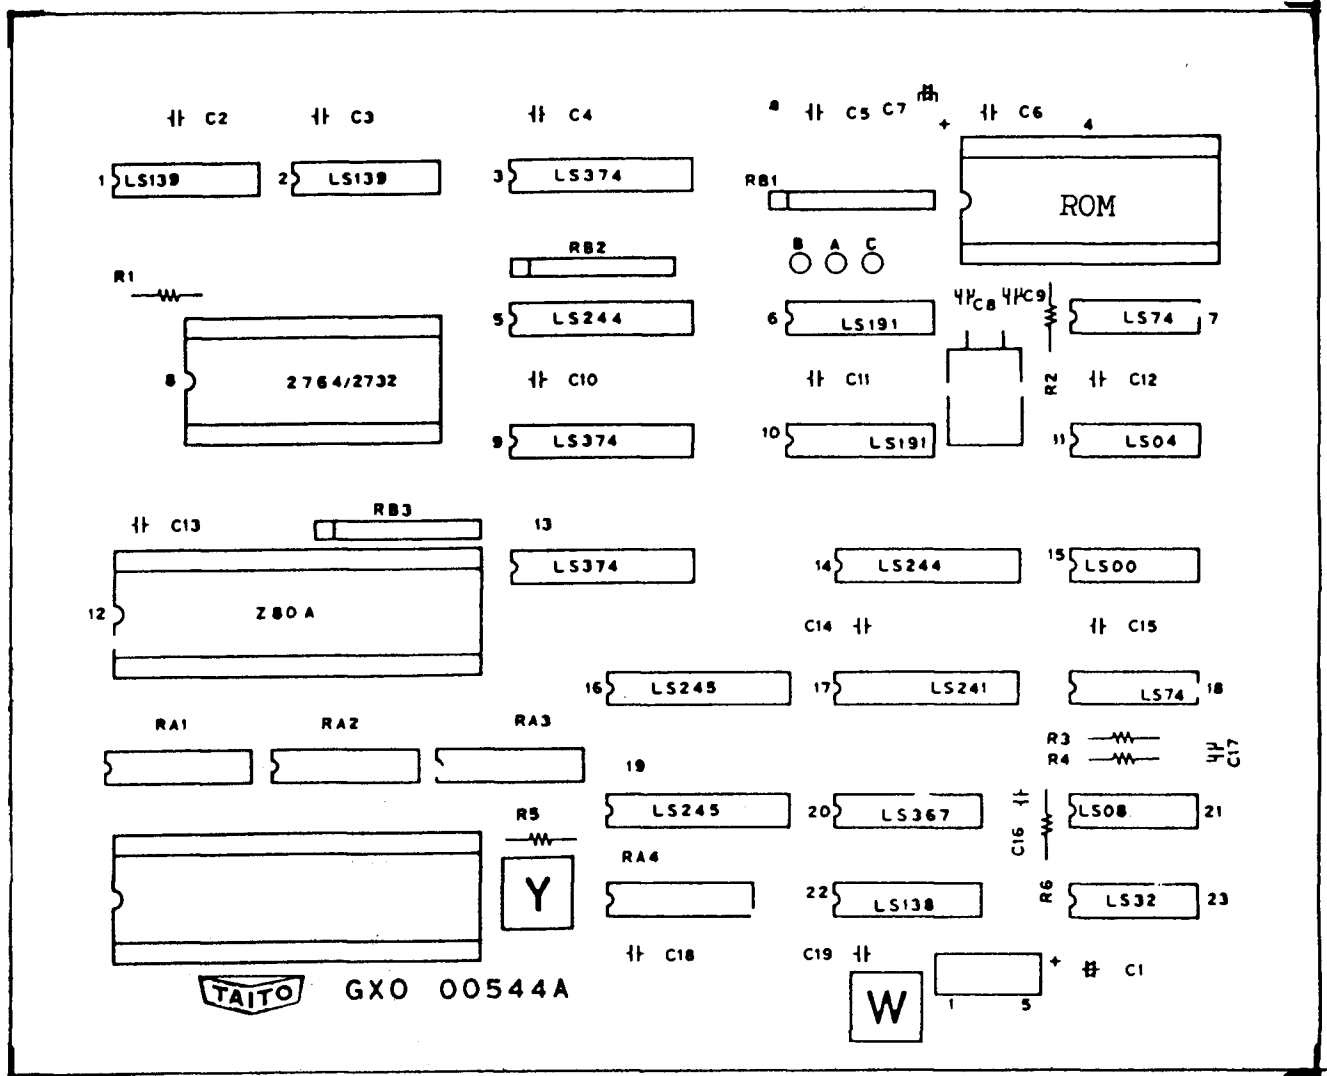 C2 C3 C4 8 C5 C7 + C6 4
1 LS139 2 LS139 3 LS374 RB1 ROM
R1 RB2 B A C
5 LS244 6 LS191 C8 C9 LS74 7
8 2764/2732 C10 C11 R2 C12
9 LS374 10 LS191 11 LS04
C13 RB3 13
LS374 14 LS244 15 LS00
12 Z80A C14 C15
16 LS245 17 LS241 LS74 18
RA1 RA2 RA3 R3
R4 C17
19
LS245 20 LS367 C16 LS08 21
R5 RA4
Y 22 LS138 R6 LS32 23
C18 C19 + C1
TAITO GXO 00544A W 1 5